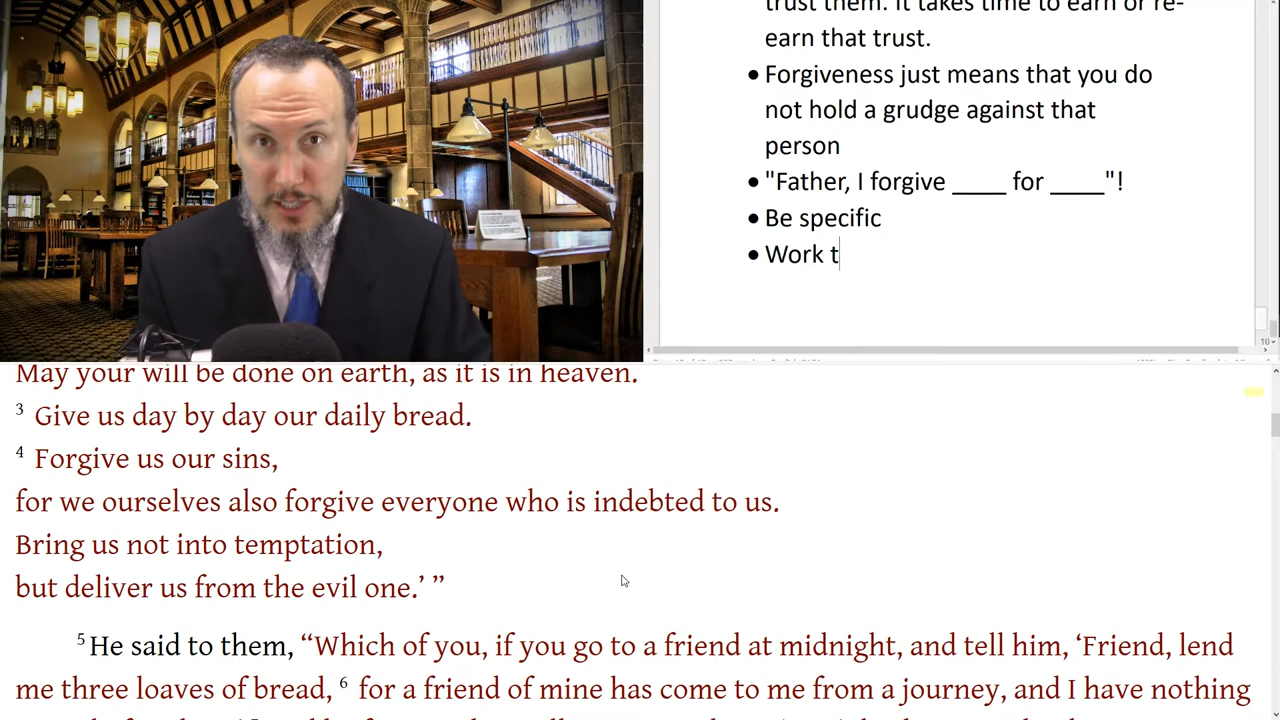 trust them. It takes time to earn or re-
earn that trust.
• Forgiveness just means that you do
not hold a grudge against that
person
• "Father, I forgive ____ for ____"!
• Be specific
• Work t
10
May your will be done on earth, as it is in heaven.
3 Give us day by day our daily bread.
4 Forgive us our sins,
for we ourselves also forgive everyone who is indebted to us.
Bring us not into temptation,
but deliver us from the evil one.’ ”
5 He said to them, “Which of you, if you go to a friend at midnight, and tell him, ‘Friend, lend
me three loaves of bread, 6 for a friend of mine has come to me from a journey, and I have nothing